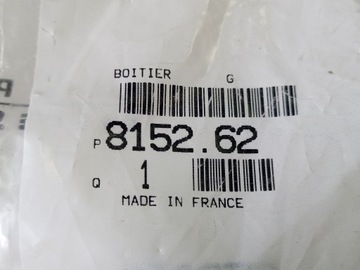 BOITIER G
P 8152.62
Q 1
MADE IN FRANCE